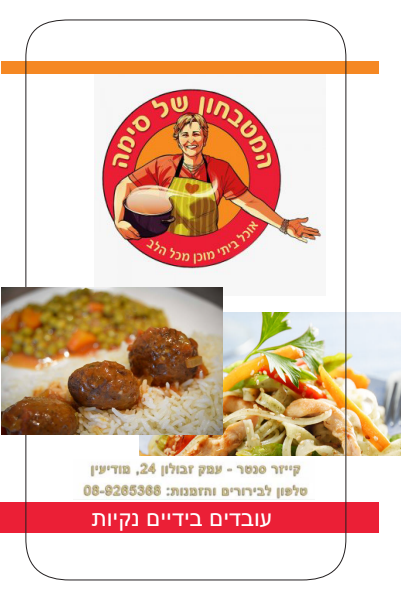 המטבחון של סימה
אוכל ביתי מוכן מכל הלב
קייזר סנטר - עמק זבולון 24, מודיעין
טלפון לבירורים והזמנות: 08-9265368
עובדים בידיים נקיות